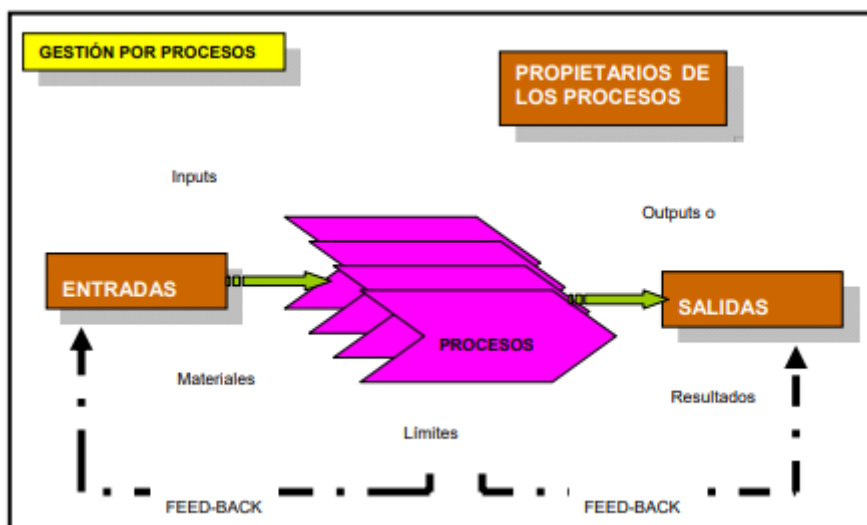 GESTIÓN POR PROCESOS
PROPIETARIOS DE
LOS PROCESOS
Inputs
Outputs o
ENTRADAS
SALIDAS
PROCESOS
Materiales
Resultados
Límites
FEED-BACK
FEED-BACK